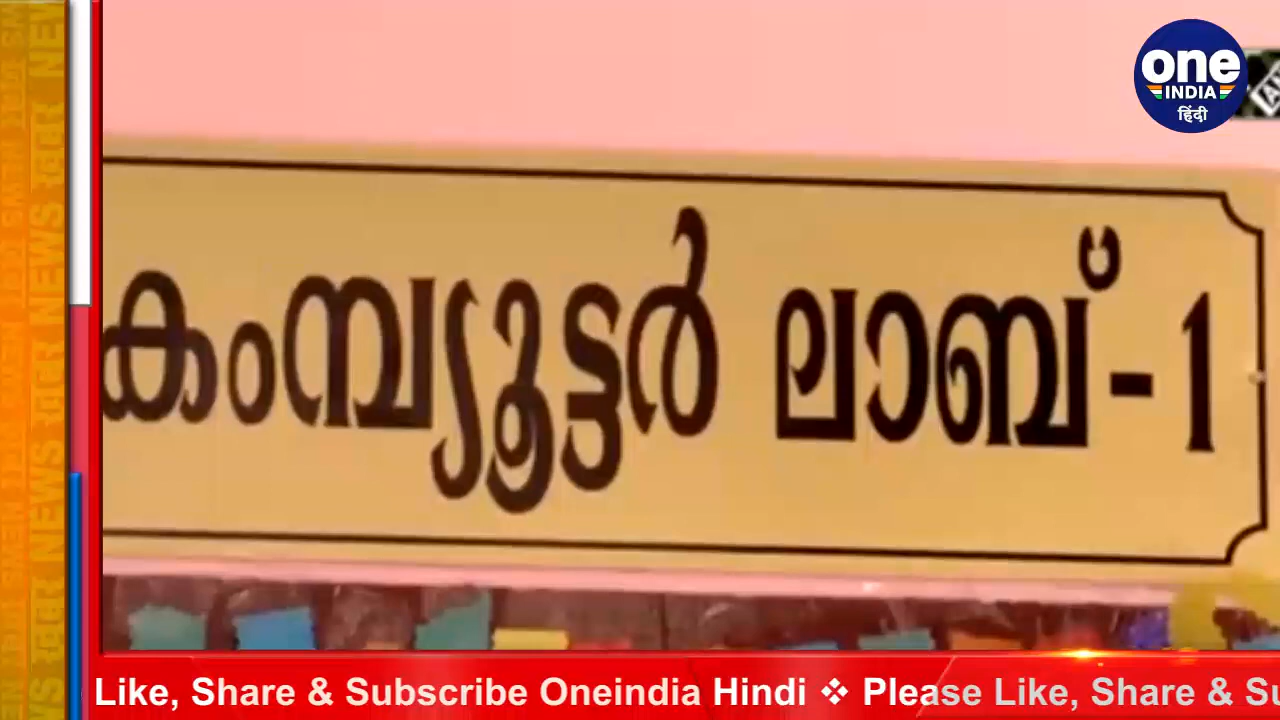 one
INDIA
हिंदी
കംമ്പ്യൂട്ടർ ലാബ്-1
Like, Share & Subscribe Oneindia Hindi ❖ Please Like, Share & Su